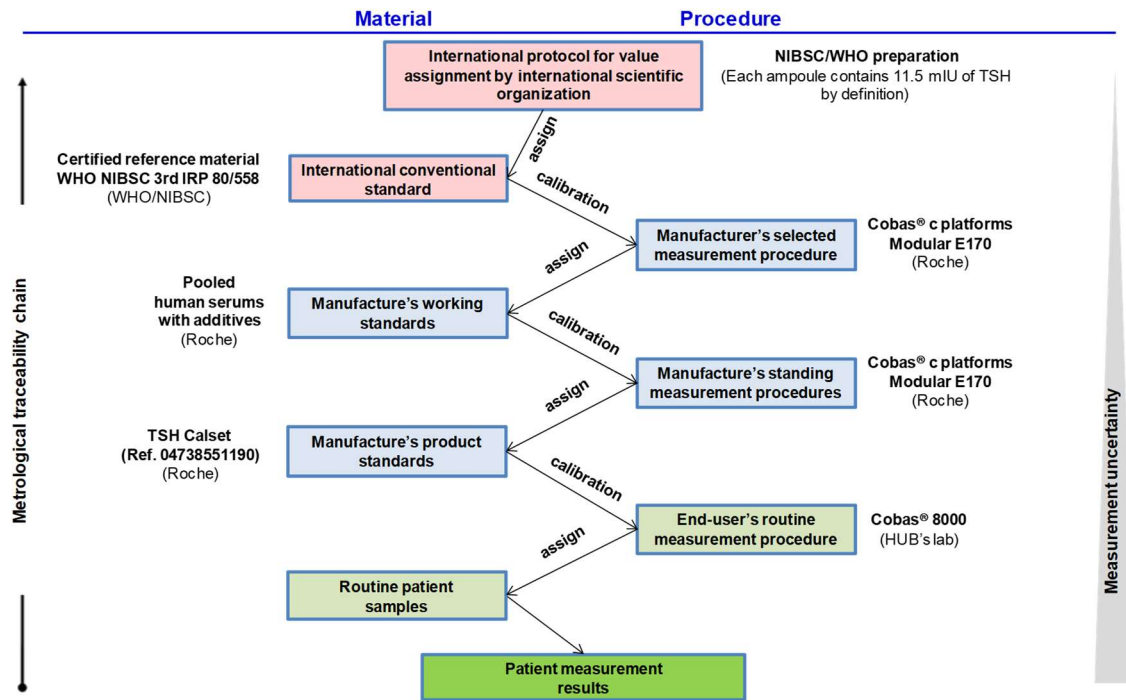 Material
Procedure
International protocol for value
assignment by international scientific
organization
NIBSC/WHO preparation
(Each ampoule contains 11.5 mIU of TSH
by definition)
assign
Certified reference material
WHO NIBSC 3rd IRP 80/558
(WHO/NIBSC)
International conventional
standard
calibration
Manufacturer's selected
measurement procedure
Cobas® c platforms
Modular E170
(Roche)
assign
Pooled
human serums
with additives
(Roche)
Manufacture's working
standards
calibration
Manufacture's standing
measurement procedures
Cobas® c platforms
Modular E170
(Roche)
assign
TSH Calset
(Ref. 04738551190)
(Roche)
Manufacture's product
standards
calibration
End-user's routine
measurement procedure
Cobas® 8000
(HUB's lab)
assign
Routine patient
samples
Patient measurement
results
Metrological traceability chain
Measurement uncertainty